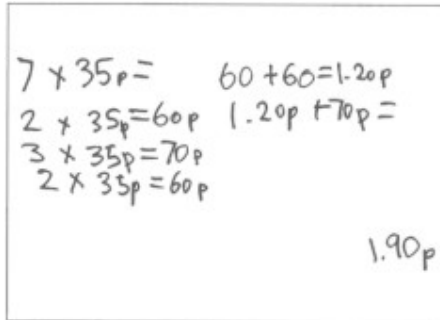 7 x 35p =
2 x 35p = 60p
3 x 35p = 70p
2 x 35p = 60p
60 + 60 = 1.20p
1.20p + 70p =
1.90p